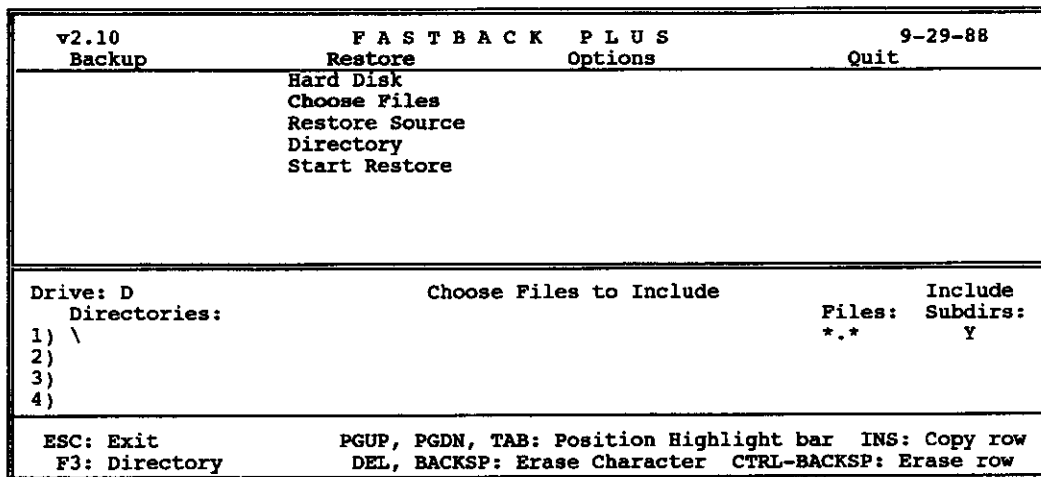 v2.10 F A S T B A C K P L U S 9-29-88
Backup Restore Options Quit
Hard Disk
Choose Files
Restore Source
Directory
Start Restore
Drive: D Choose Files to Include Include
Directories: Files: Subdirs:
1) \ *.* Y
2)
3)
4)
ESC: Exit PGUP, PGDN, TAB: Position Highlight bar INS: Copy row
F3: Directory DEL, BACKSP: Erase Character CTRL-BACKSP: Erase row